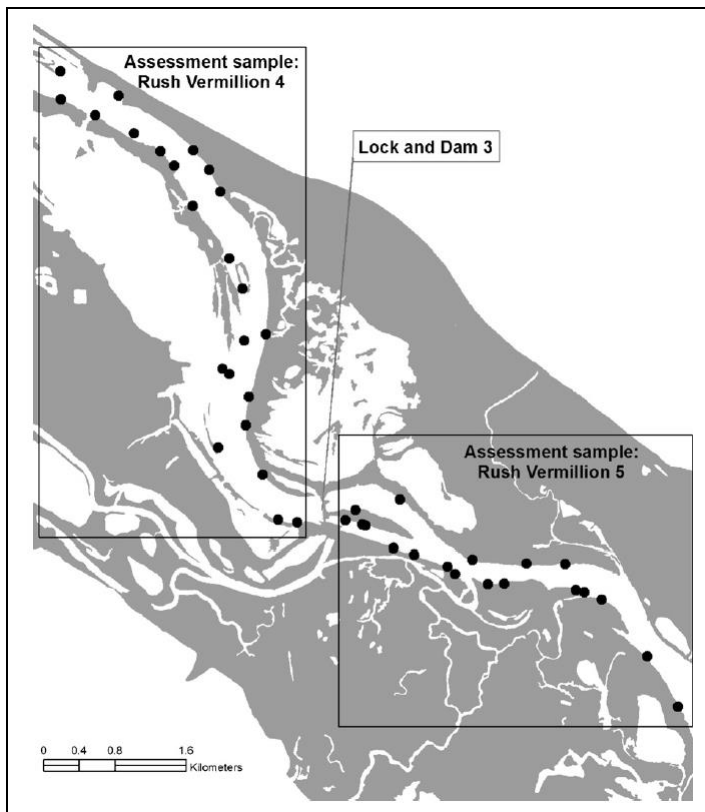 Assessment sample:
Rush Vermillion 4
Lock and Dam 3
Assessment sample:
Rush Vermillion 5
0 0.4 0.8 1.6
Kilometers